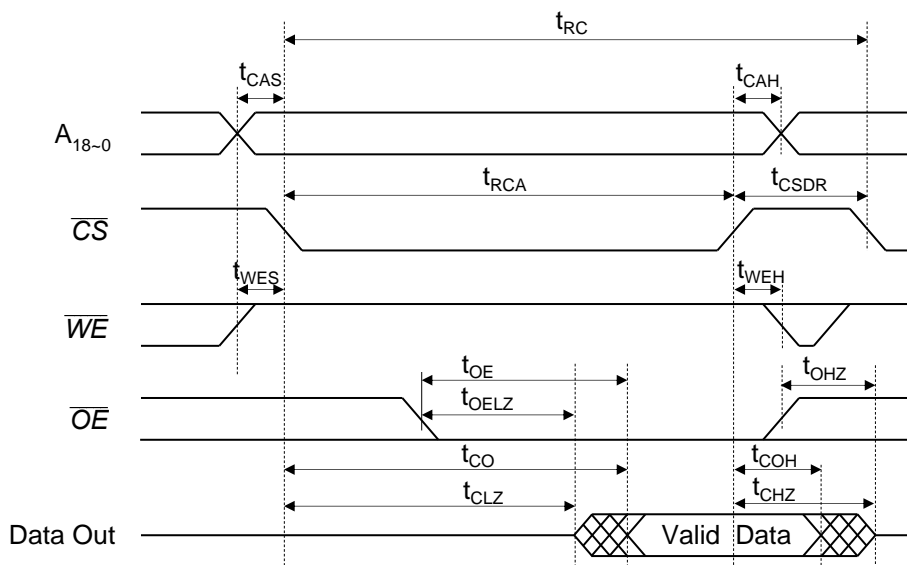 tRC
tCAS tCAH
A18~0
tRCA tCSDR
CS
tWES tWEH
WE
tOE tOHZ
tOELZ
OE
tCO tCOH
tCLZ tCHZ
Data Out Valid Data